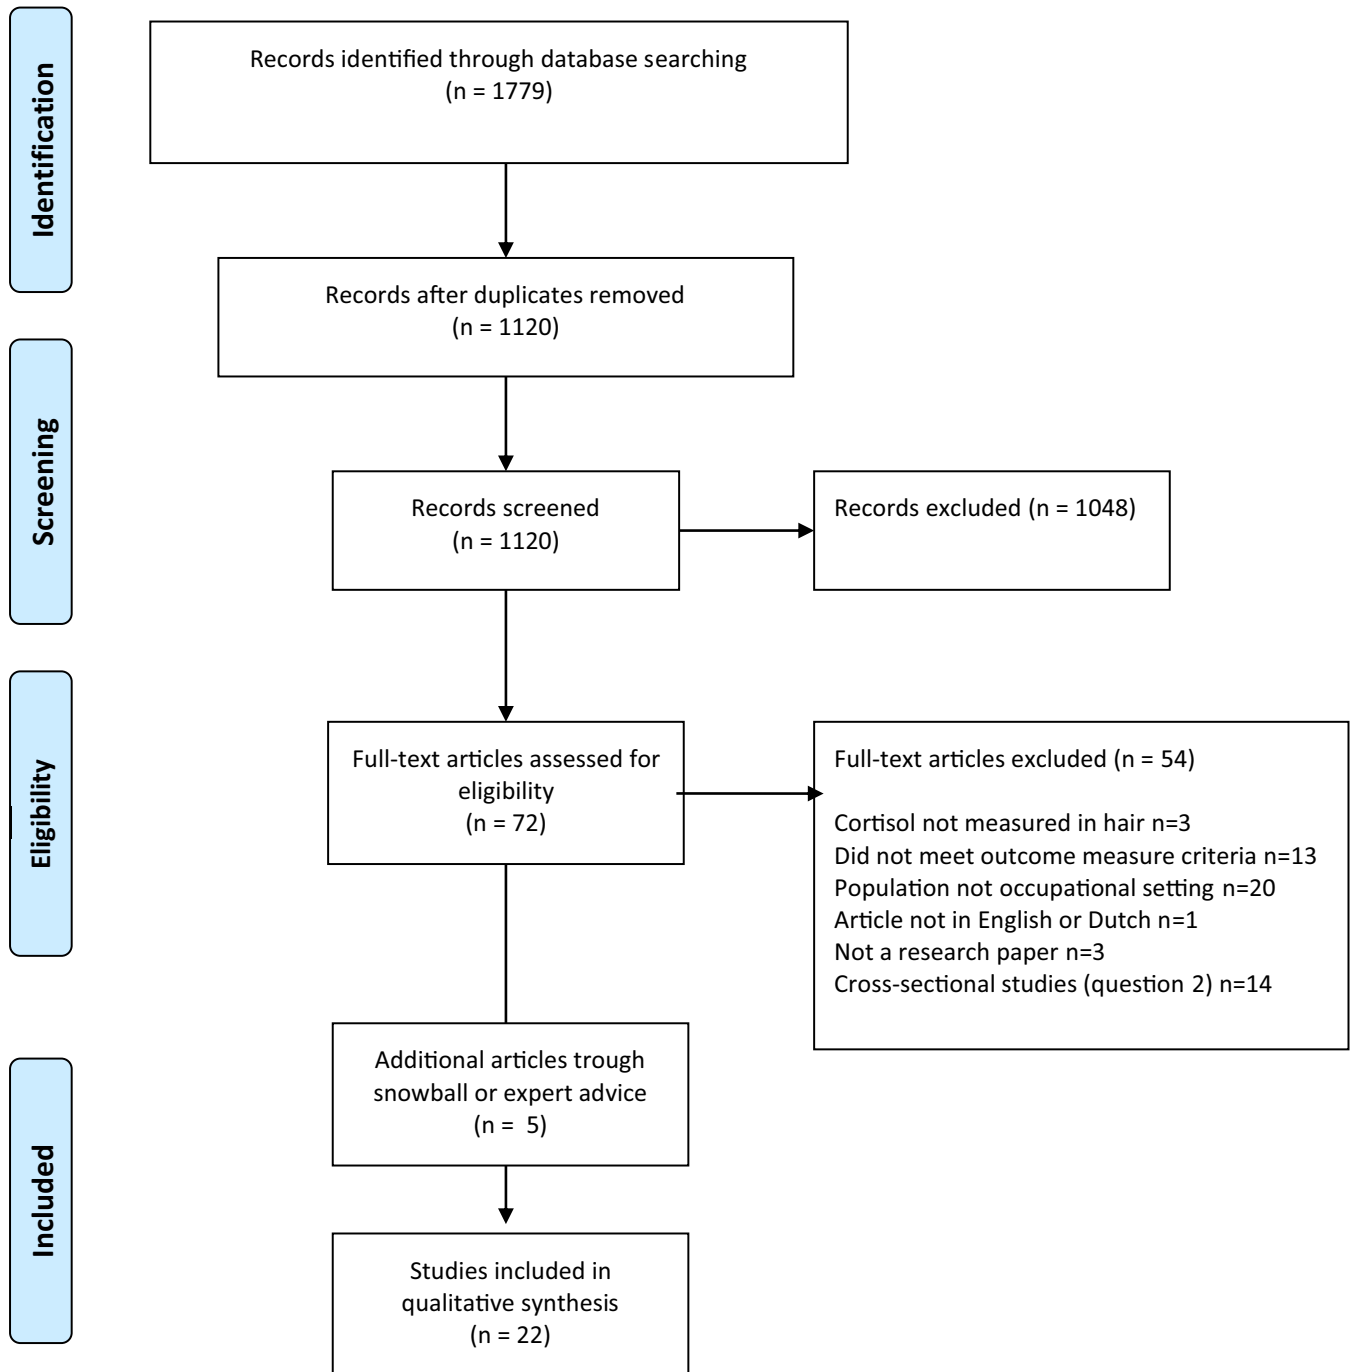 Identification
Records identified through database searching
(n = 1779)
Records after duplicates removed
(n = 1120)
Screening
Records screened
(n = 1120)
Records excluded (n = 1048)
Eligibility
Full-text articles assessed for
eligibility
(n = 72)
Full-text articles excluded (n = 54)
Cortisol not measured in hair n=3
Did not meet outcome measure criteria n=13
Population not occupational setting n=20
Article not in English or Dutch n=1
Not a research paper n=3
Cross-sectional studies (question 2) n=14
Included
Additional articles trough
snowball or expert advice
(n =  5)
Studies included in
qualitative synthesis
(n = 22)